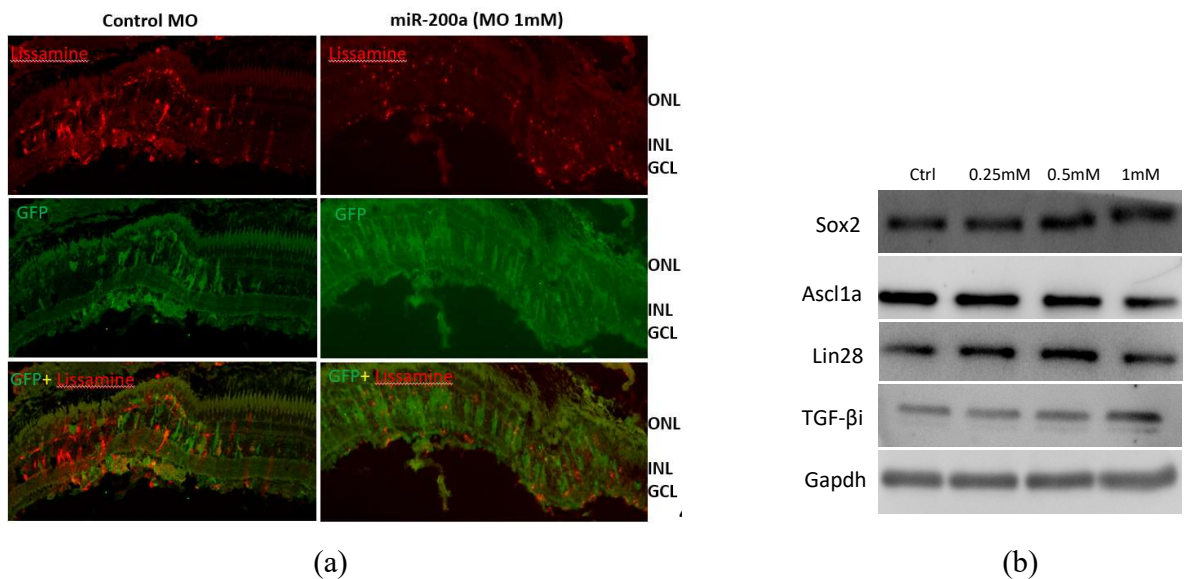 Control MO
miR-200a (MO 1mM)
Lissamine
Lissamine
ONL
INL
GCL
GFP
GFP
ONL
INL
GCL
GFP+ Lissamine
GFP+ Lissamine
ONL
INL
GCL
(a)
Ctrl 0.25mM 0.5mM 1mM
Sox2
Ascl1a
Lin28
TGF-βi
Gapdh
(b)